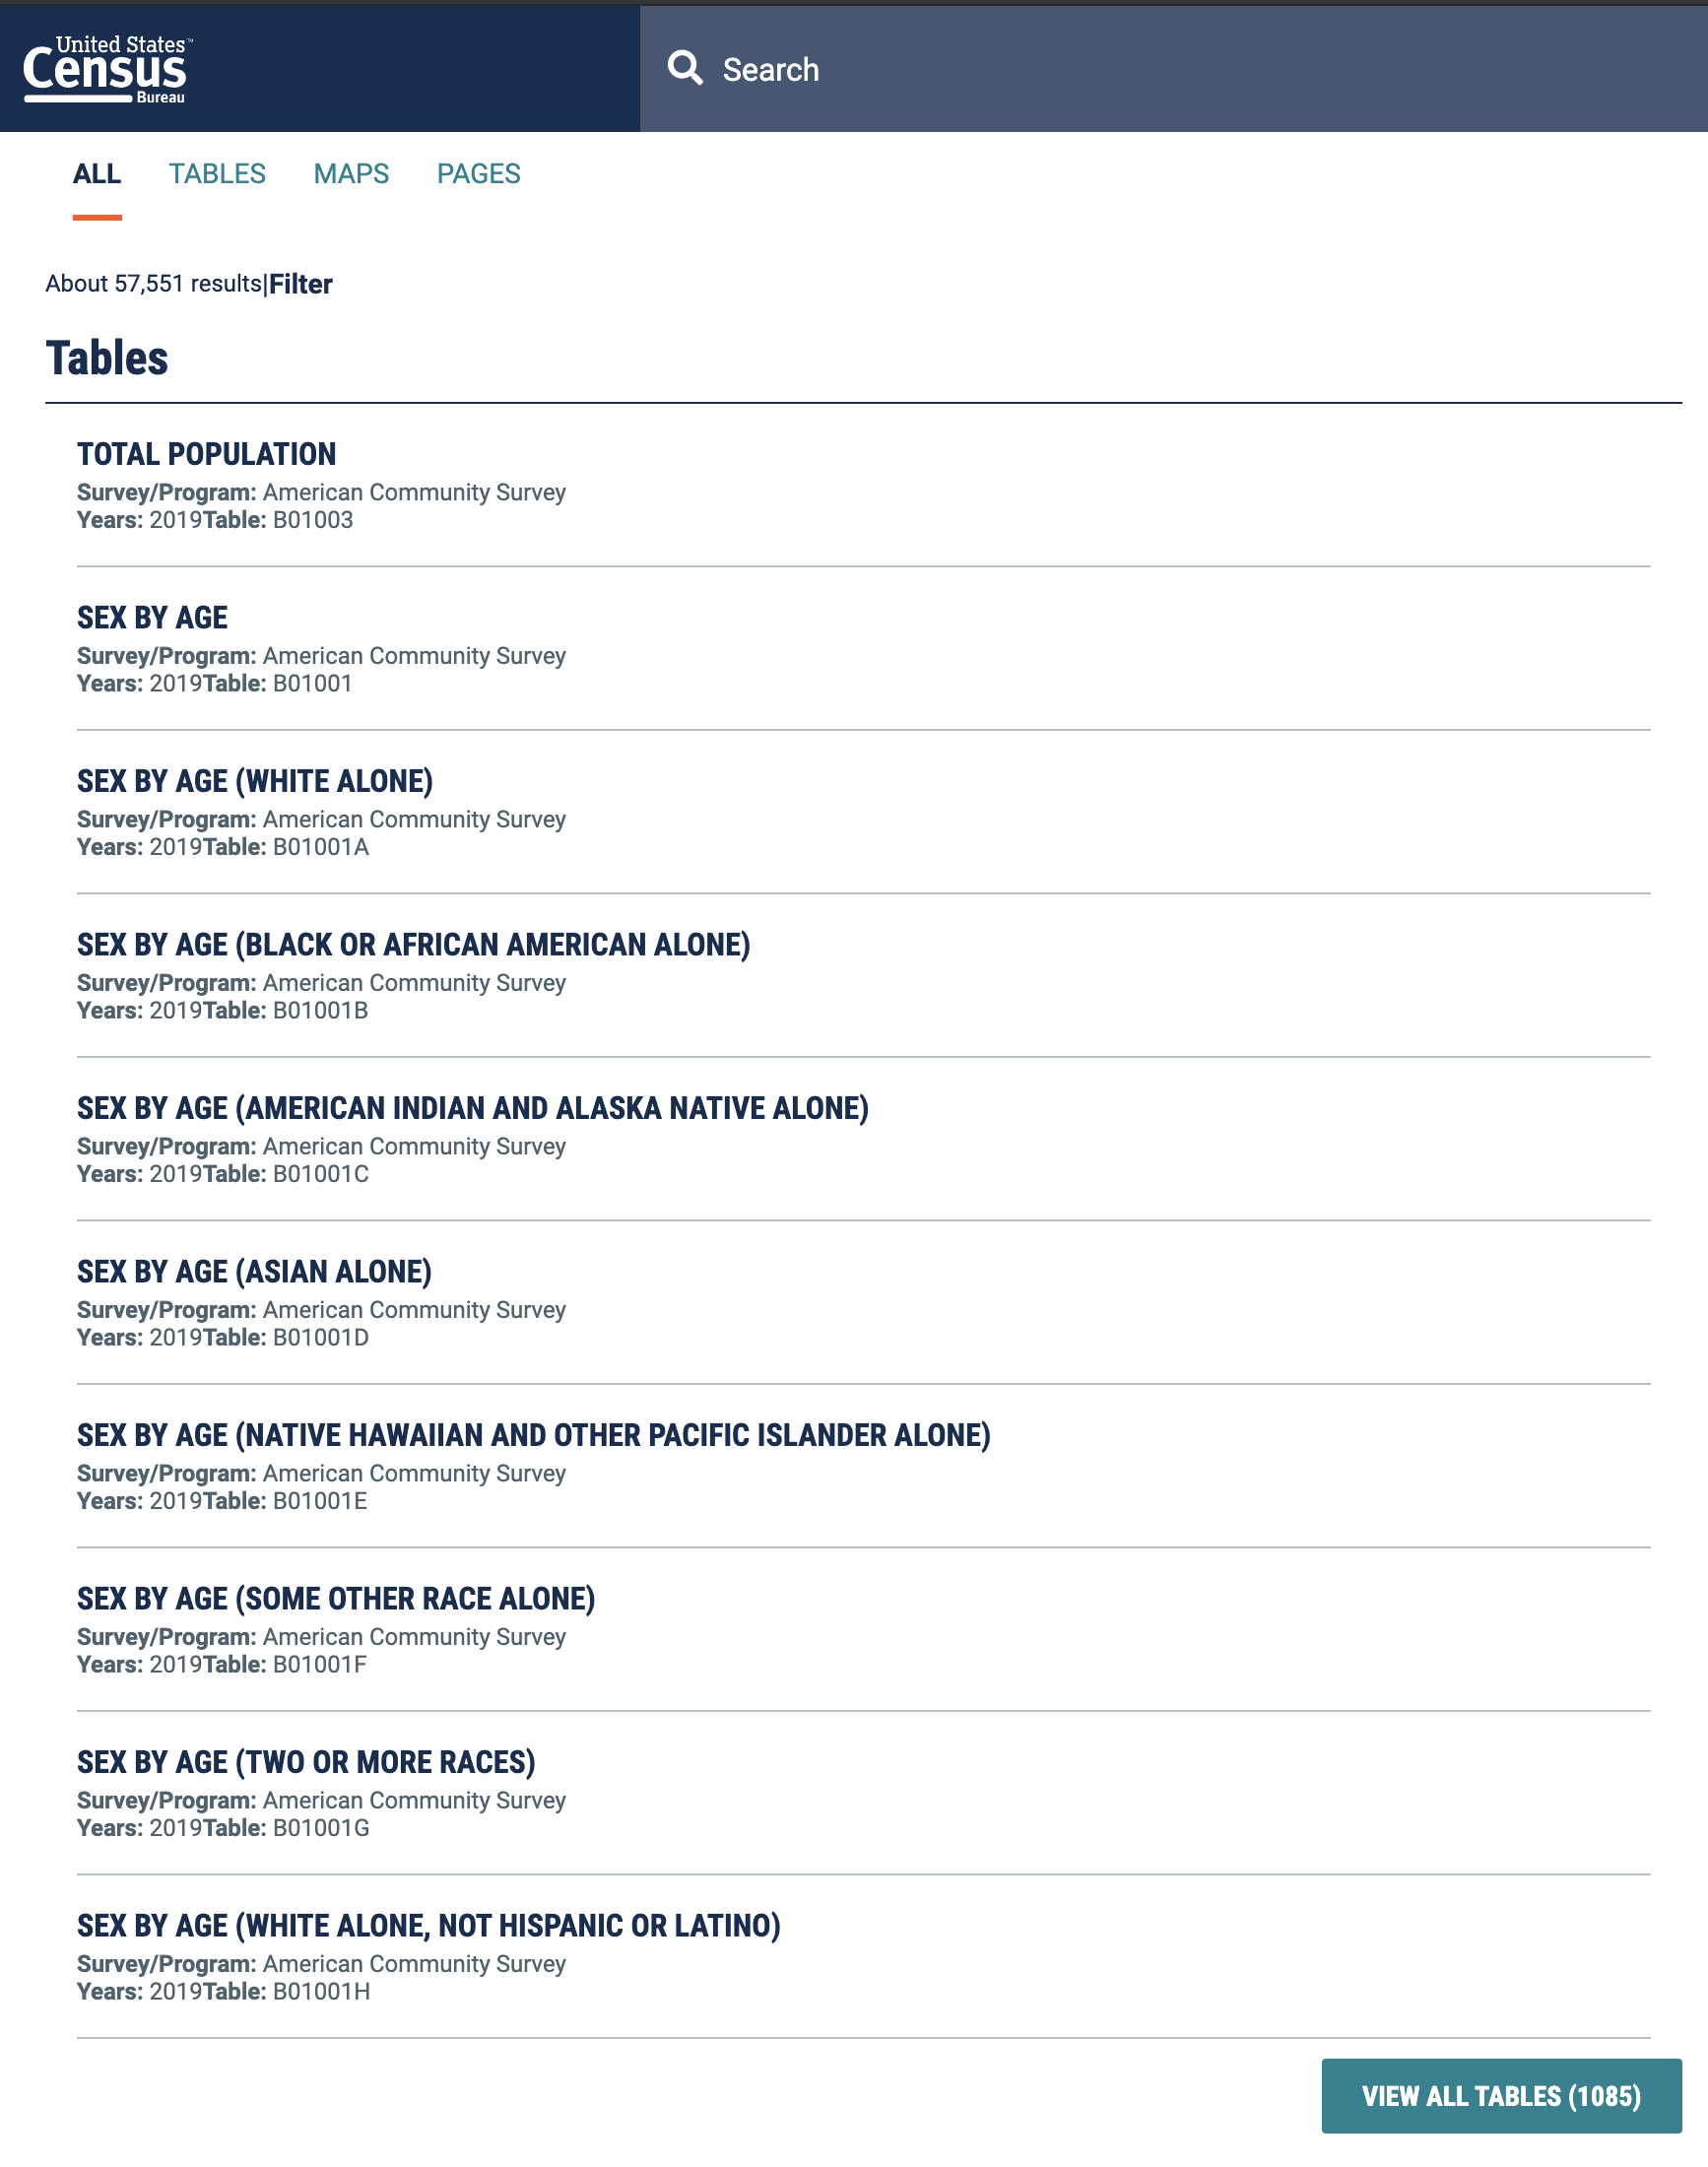 United States™
Census
Bureau
Search
ALL TABLES MAPS PAGES
About 57,551 results|Filter
Tables
TOTAL POPULATION
Survey/Program: American Community Survey
Years: 2019Table: B01003
SEX BY AGE
Survey/Program: American Community Survey
Years: 2019Table: B01001
SEX BY AGE (WHITE ALONE)
Survey/Program: American Community Survey
Years: 2019Table: B01001A
SEX BY AGE (BLACK OR AFRICAN AMERICAN ALONE)
Survey/Program: American Community Survey
Years: 2019Table: B01001B
SEX BY AGE (AMERICAN INDIAN AND ALASKA NATIVE ALONE)
Survey/Program: American Community Survey
Years: 2019Table: B01001C
SEX BY AGE (ASIAN ALONE)
Survey/Program: American Community Survey
Years: 2019Table: B01001D
SEX BY AGE (NATIVE HAWAIIAN AND OTHER PACIFIC ISLANDER ALONE)
Survey/Program: American Community Survey
Years: 2019Table: B01001E
SEX BY AGE (SOME OTHER RACE ALONE)
Survey/Program: American Community Survey
Years: 2019Table: B01001F
SEX BY AGE (TWO OR MORE RACES)
Survey/Program: American Community Survey
Years: 2019Table: B01001G
SEX BY AGE (WHITE ALONE, NOT HISPANIC OR LATINO)
Survey/Program: American Community Survey
Years: 2019Table: B01001H
VIEW ALL TABLES (1085)